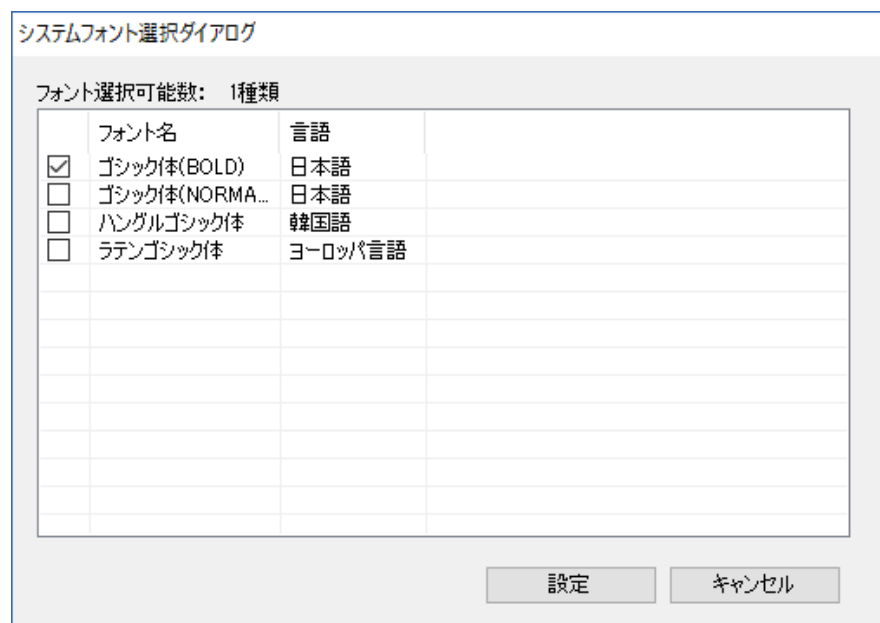 システムフォント選択ダイアログ
フォント選択可能数： 1種類
フォント名 言語
ゴシック体(BOLD) 日本語
ゴシック体(NORMA... 日本語
ハングルゴシック体 韓国語
ラテンゴシック体 ヨーロッパ言語
設定 キャンセル